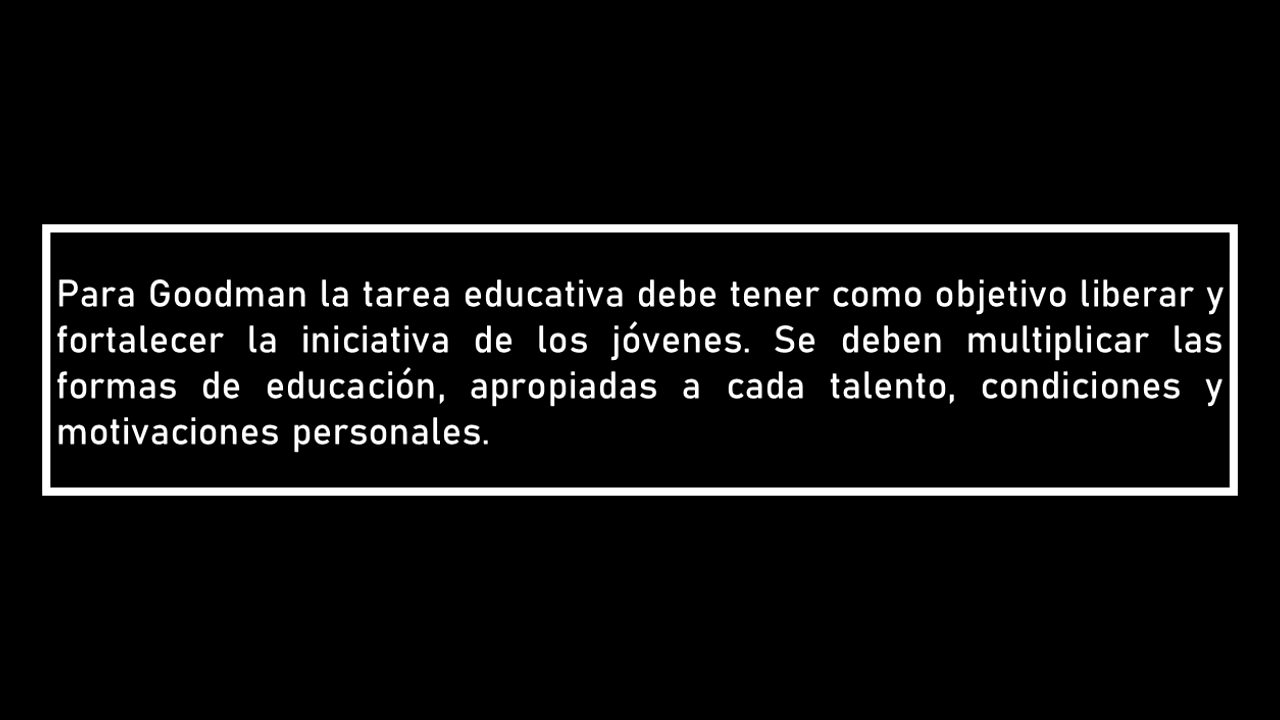 Para Goodman la tarea educativa debe tener como objetivo liberar y
fortalecer la iniciativa de los jóvenes. Se deben multiplicar las
formas de educación, apropiadas a cada talento, condiciones y
motivaciones personales.